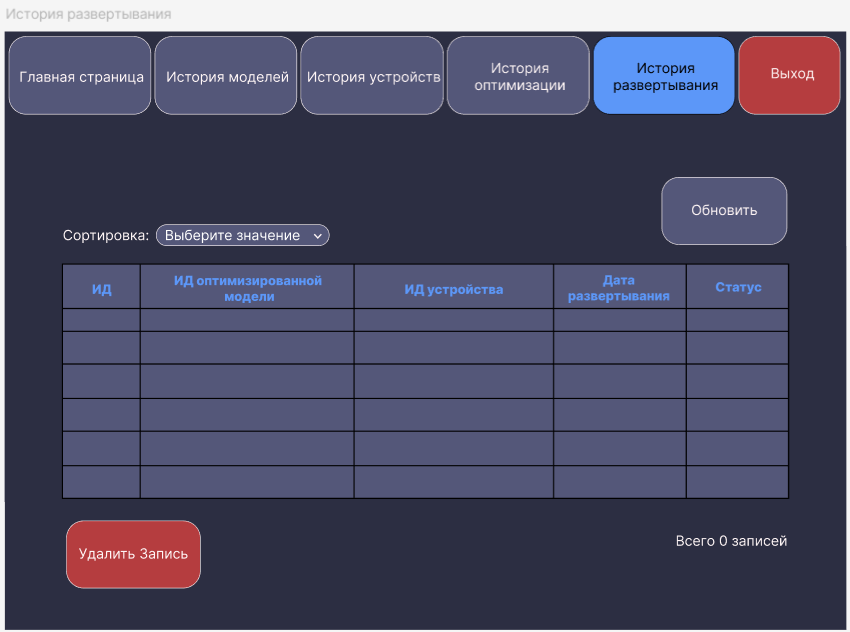 История развертывания
Главная страница
История моделей
История устройств
История
оптимизации
История
развертывания
Выход
Обновить
Сортировка: Выберите значение
ИД
ИД оптимизированной
модели
ИД устройства
Дата
развертывания
Статус
Удалить Запись
Всего 0 записей